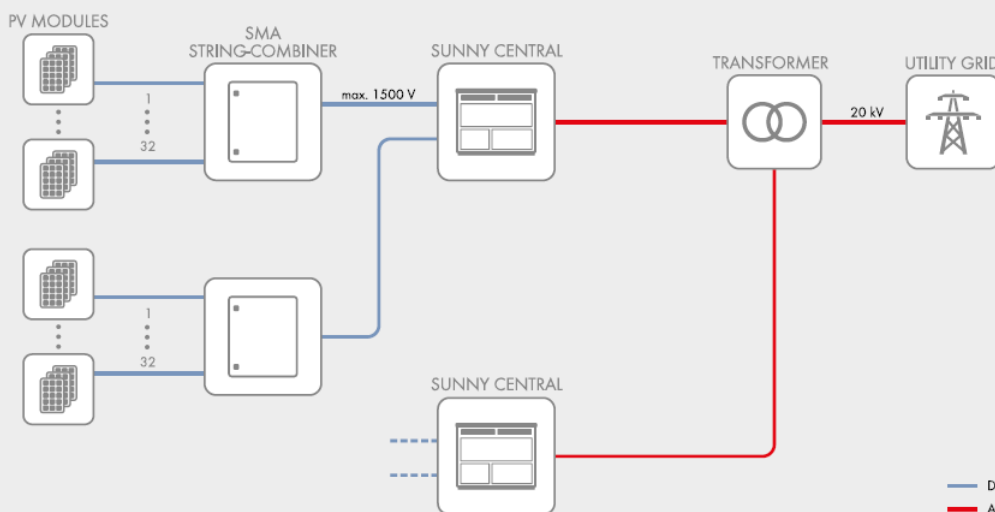 PV MODULES
SMA
STRING-COMBINER
SUNNY CENTRAL
TRANSFORMER
UTILITY GRID
max. 1500 V
20 kV
1
32
1
32
SUNNY CENTRAL
D
A